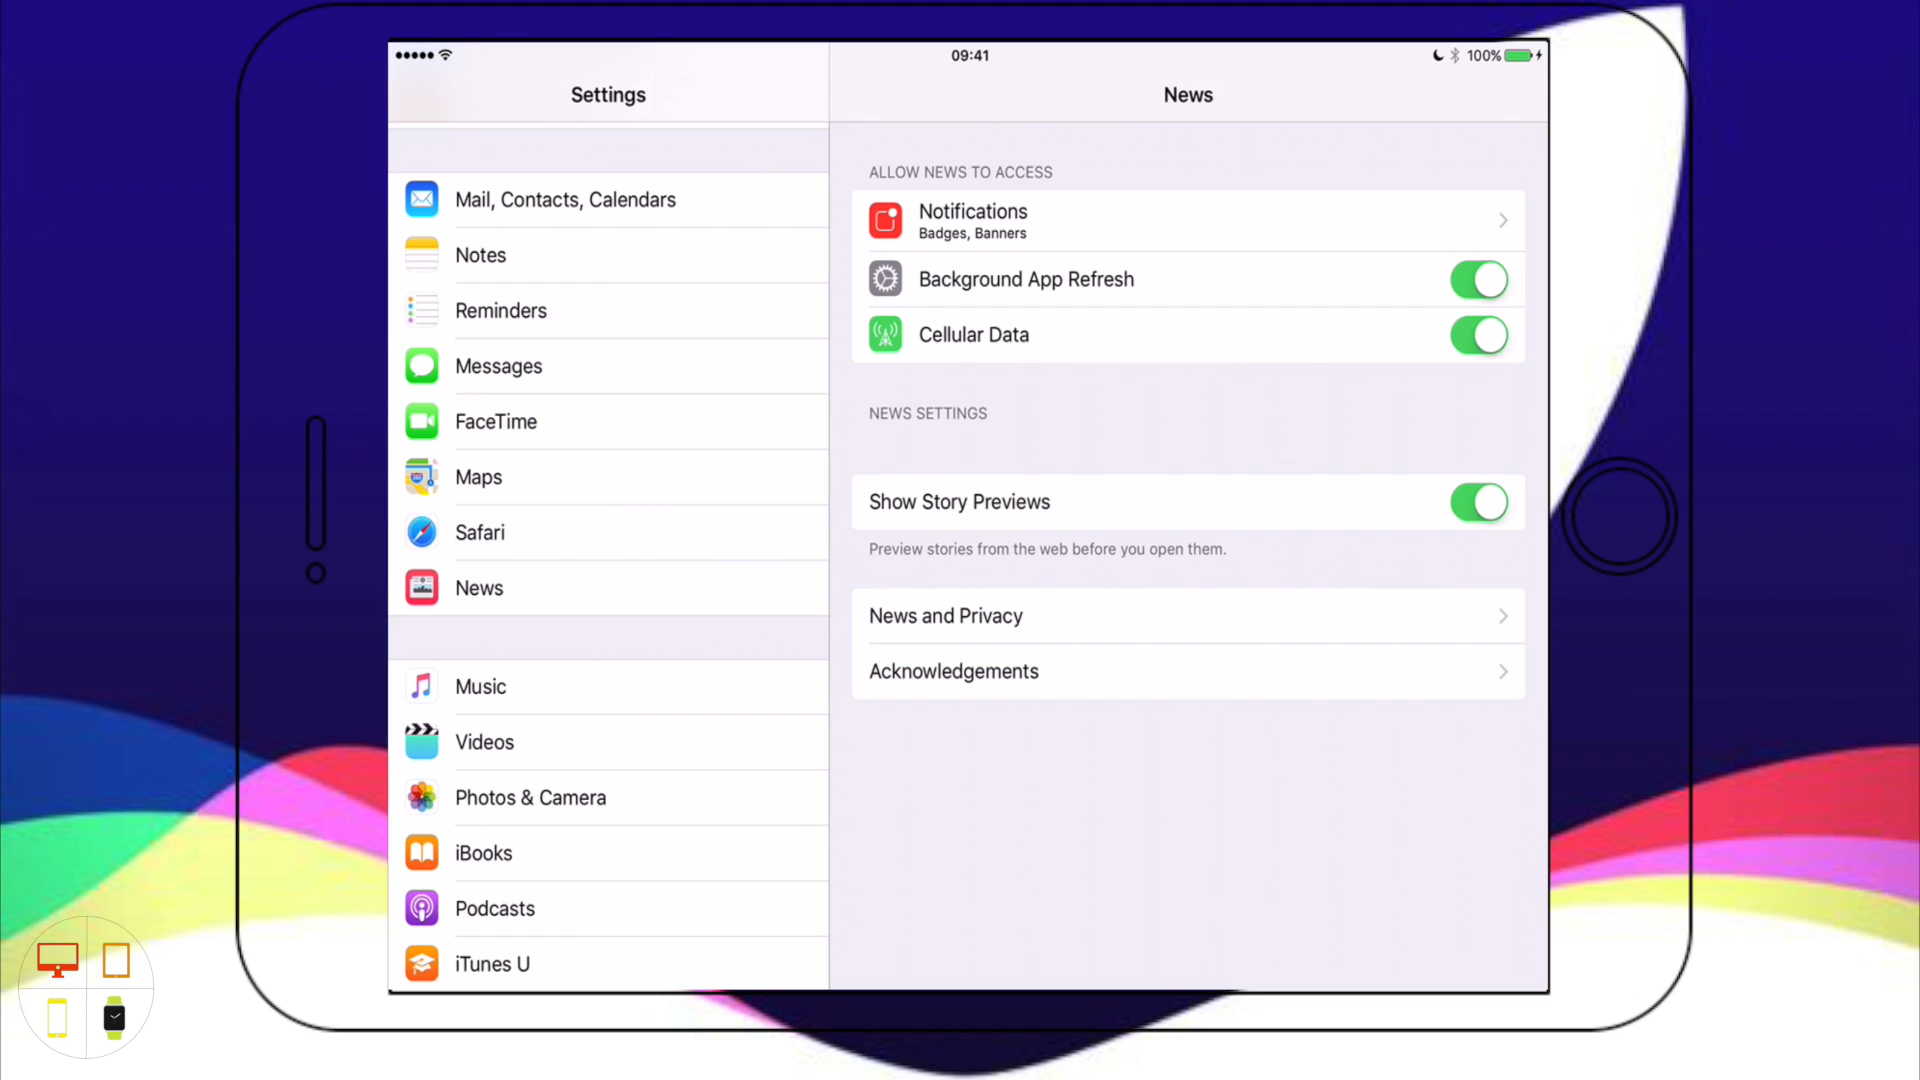 09:41
100%
Settings
News
Mail, Contacts, Calendars
Notes
Reminders
Messages
FaceTime
Maps
Safari
News
Music
Videos
Photos & Camera
iBooks
Podcasts
iTunes U
ALLOW NEWS TO ACCESS
Notifications
Badges, Banners
Background App Refresh
Cellular Data
NEWS SETTINGS
Show Story Previews
Preview stories from the web before you open them.
News and Privacy
Acknowledgements